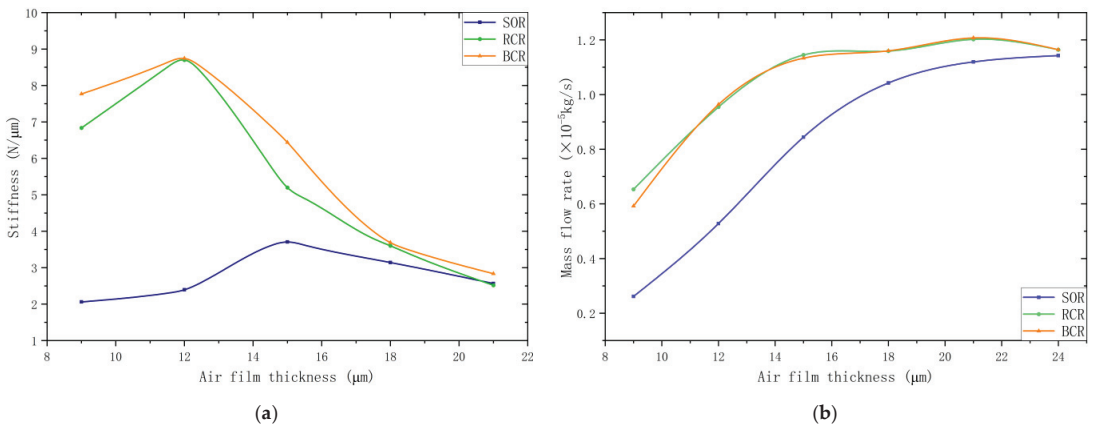 10
9
8
7
6
5
4
3
2
1
Stiffness (N/μm)
8
10
12
14
16
18
20
22
Air film thickness (μm)
SOR
RCR
BCR
(a)
1.2
1.0
0.8
0.6
0.4
0.2
Mass flow rate (×10⁻⁵kg/s)
8
10
12
14
16
18
20
22
24
Air film thickness (μm)
SOR
RCR
BCR
(b)